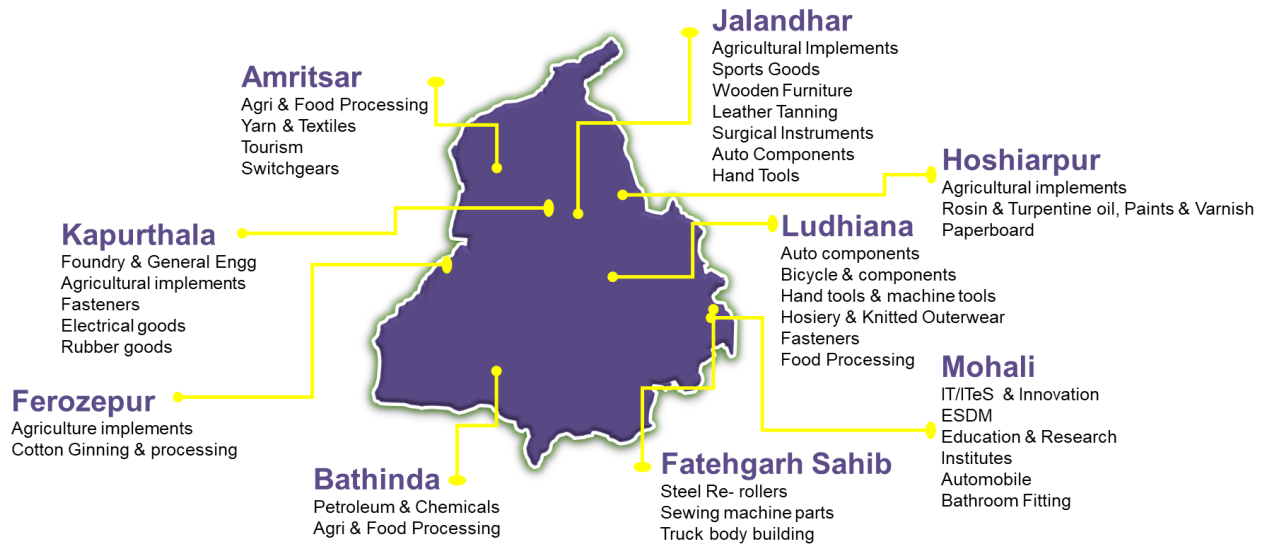 Jalandhar
Agricultural Implements
Sports Goods
Wooden Furniture
Leather Tanning
Surgical Instruments
Auto Components
Hand Tools
Amritsar
Agri & Food Processing
Yarn & Textiles
Tourism
Switchgears
Hoshiarpur
Agricultural implements
Rosin & Turpentine oil, Paints & Varnish
Paperboard
Kapurthala
Foundry & General Engg
Agricultural implements
Fasteners
Electrical goods
Rubber goods
Ludhiana
Auto components
Bicycle & components
Hand tools & machine tools
Hosiery & Knitted Outerwear
Fasteners
Food Processing
Mohali
IT/ITeS & Innovation
ESDM
Education & Research
Institutes
Automobile
Bathroom Fitting
Ferozepur
Agriculture implements
Cotton Ginning & processing
Bathinda
Petroleum & Chemicals
Agri & Food Processing
Fatehgarh Sahib
Steel Re- rollers
Sewing machine parts
Truck body building